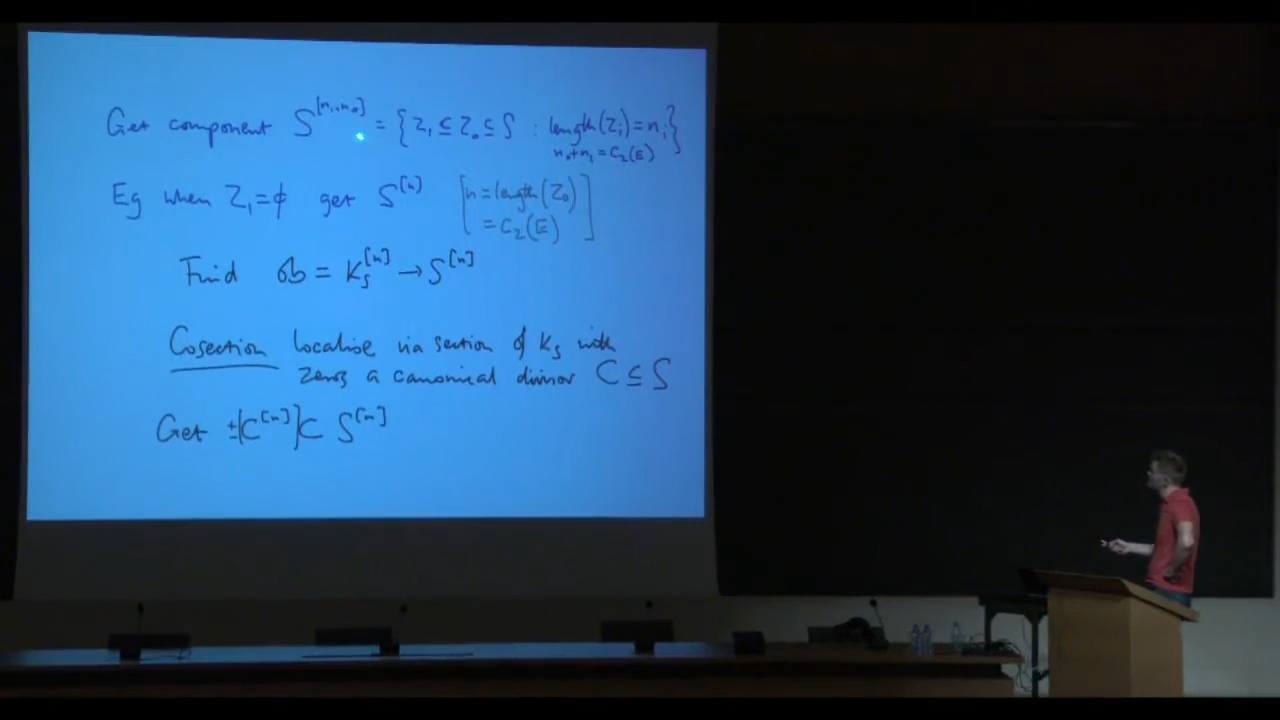 Get component S^[n₁,n₀] = { Z₁ ⊆ Z₀ ⊆ S : length(Zᵢ) = nᵢ }
n₀+n₁ = C₂(E)
Eg when Z₁=ϕ get S^[n] [ n = length(Z₀)
= C₂(E) ]
Find Ob = K_S^[n] → S^[n]
Cosection localise via section of K_S with
zeros a canonical divisor C ⊆ S
Get ±[C^[n]] ⊂ S^[n]